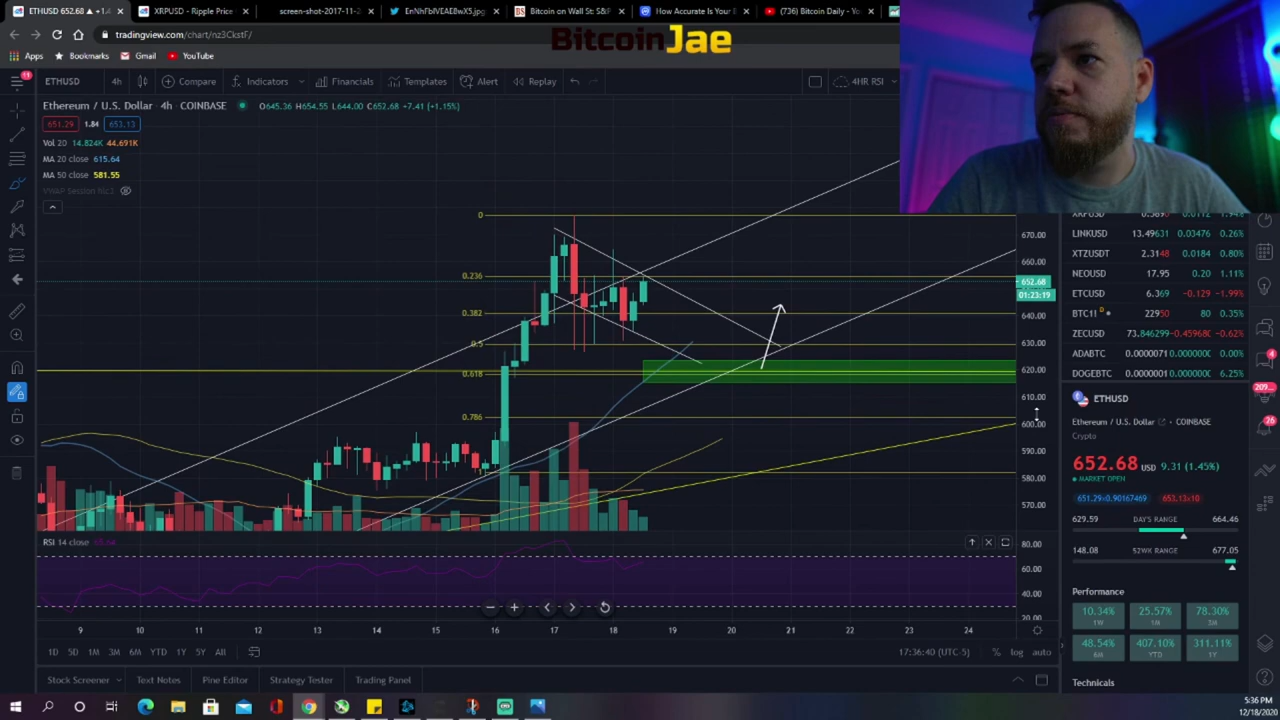 ETHUSD 652.68 ▲ +1.4
XRPUSD - Ripple Price
screen-shot-2017-11-2
EnNhFbIVEAE8wX5.jpg
Bitcoin on Wall St: S&P
How Accurate Is Your B
(736) Bitcoin Daily - Yo
tradingview.com/chart/nz3CkstF/
BitcoinJae
Apps Bookmarks Gmail YouTube
11
ETHUSD 4h Compare Indicators Financials Templates Alert Replay 4HR RSI
Ethereum / U.S. Dollar · 4h · COINBASE O645.36 H654.55 L644.00 C652.68 +7.41 (+1.15%)
651.29 1.84 653.13
Vol 20 14.824K 44.691K
MA 20 close 615.64
MA 50 close 581.55
0
0.236
0.382
0.5
0.618
0.786
670.00
660.00
652.68
01:23:19
640.00
630.00
620.00
610.00
600.00
590.00
580.00
570.00
RSI 14 close
80.00
60.00
40.00
20.00
9 10 11 12 13 14 15 16 17 18 19 20 21 22 23 24
1D 5D 1M 3M 6M YTD 1Y 5Y All
17:36:40 (UTC-5) % log auto
Stock Screener Text Notes Pine Editor Strategy Tester Trading Panel
LINKUSD 13.49631 0.03476 0.26%
XTZUSDT 2.3148 0.0184 0.80%
NEOUSD 17.95 0.20 1.11%
ETCUSD 6.369 -0.129 -1.99%
BTC1! D 22950 80 0.35%
ZECUSD 73.846299 -0.45960 -0.62%
ADABTC 0.0000071 0.000000 0.00%
DOGEBTC 0.0000001 0.000000 6.25%
ETHUSD
Ethereum / U.S. Dollar COINBASE
Crypto
652.68 USD 9.31 (1.45%)
MARKET OPEN
651.29×0.90167469 653.13×10
629.59 DAY'S RANGE 664.46
148.08 52WK RANGE 677.05
Performance
10.34% 25.57% 78.30%
1W 1M 3M
48.54% 407.10% 311.11%
6M YTD 1Y
Technicals
4
209...
26
5:36 PM
12/18/2020